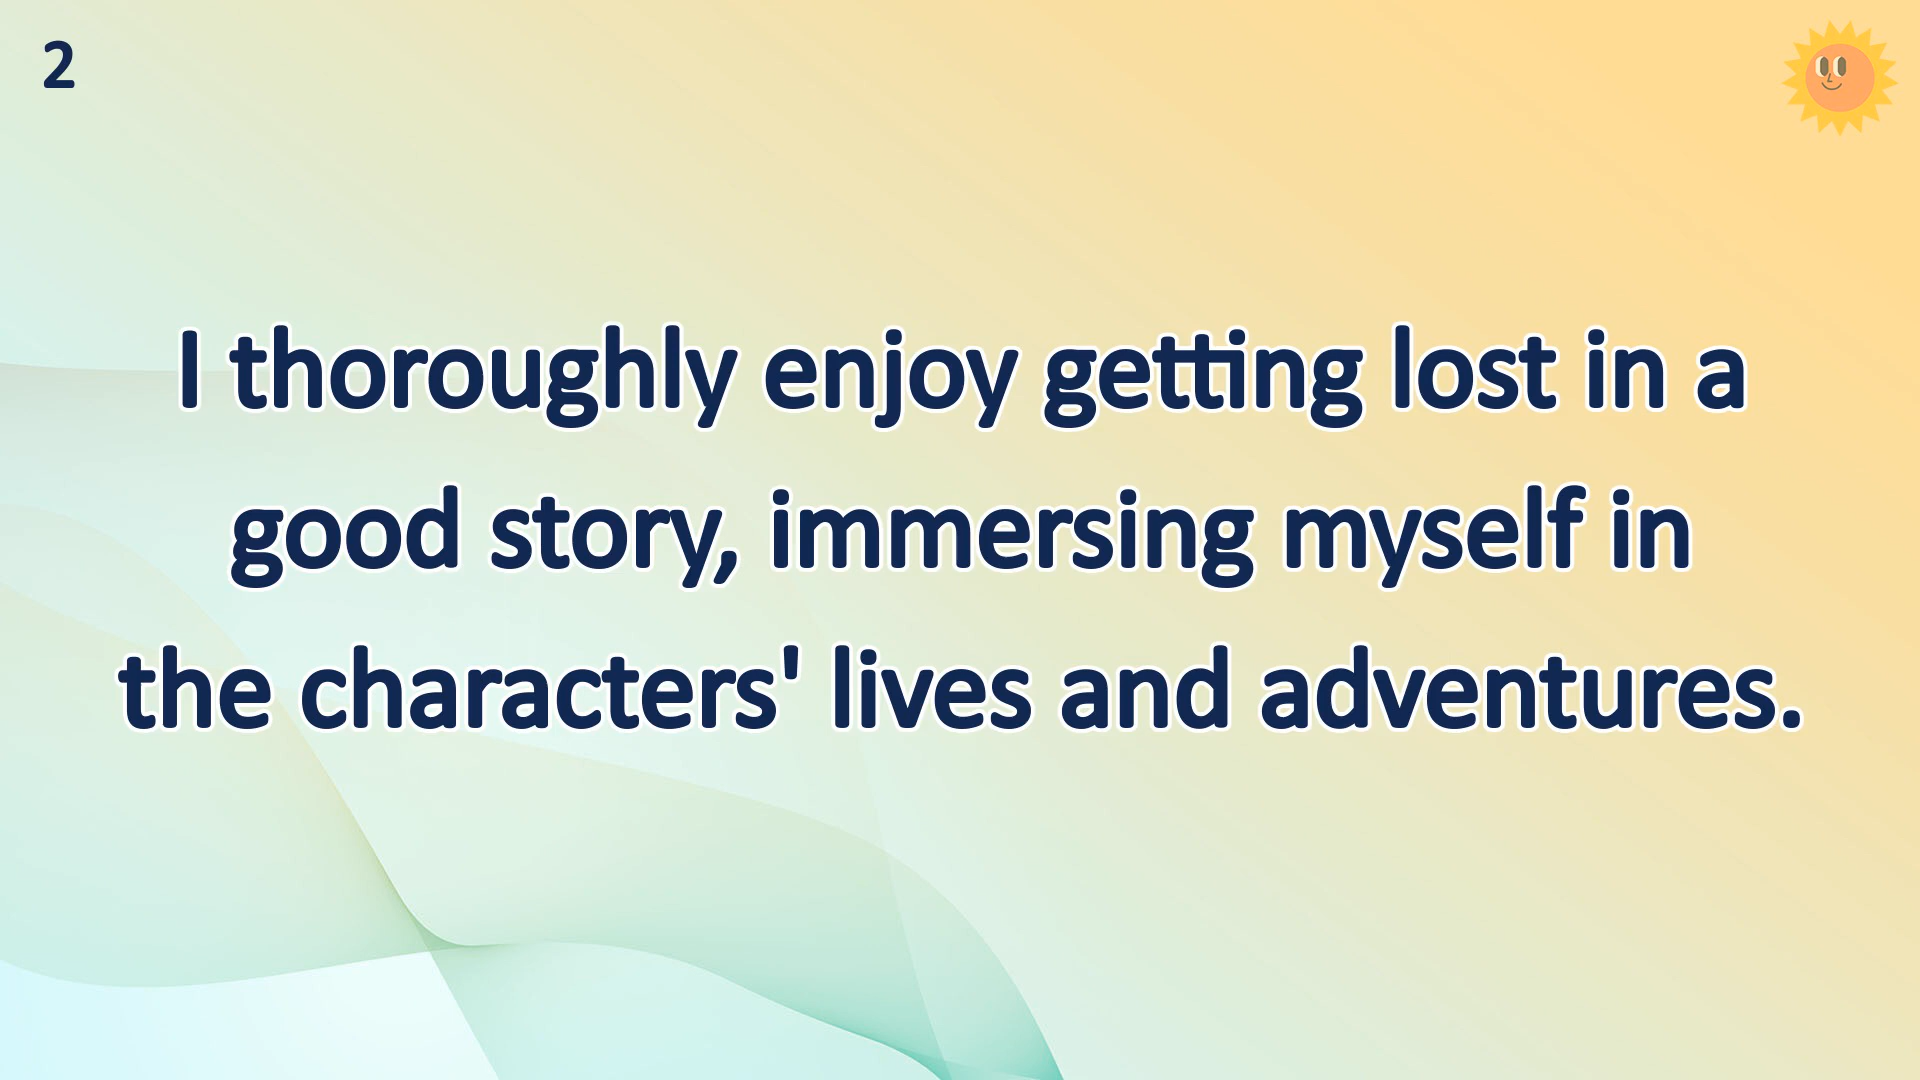 2
I thoroughly enjoy getting lost in a
good story, immersing myself in
the characters' lives and adventures.